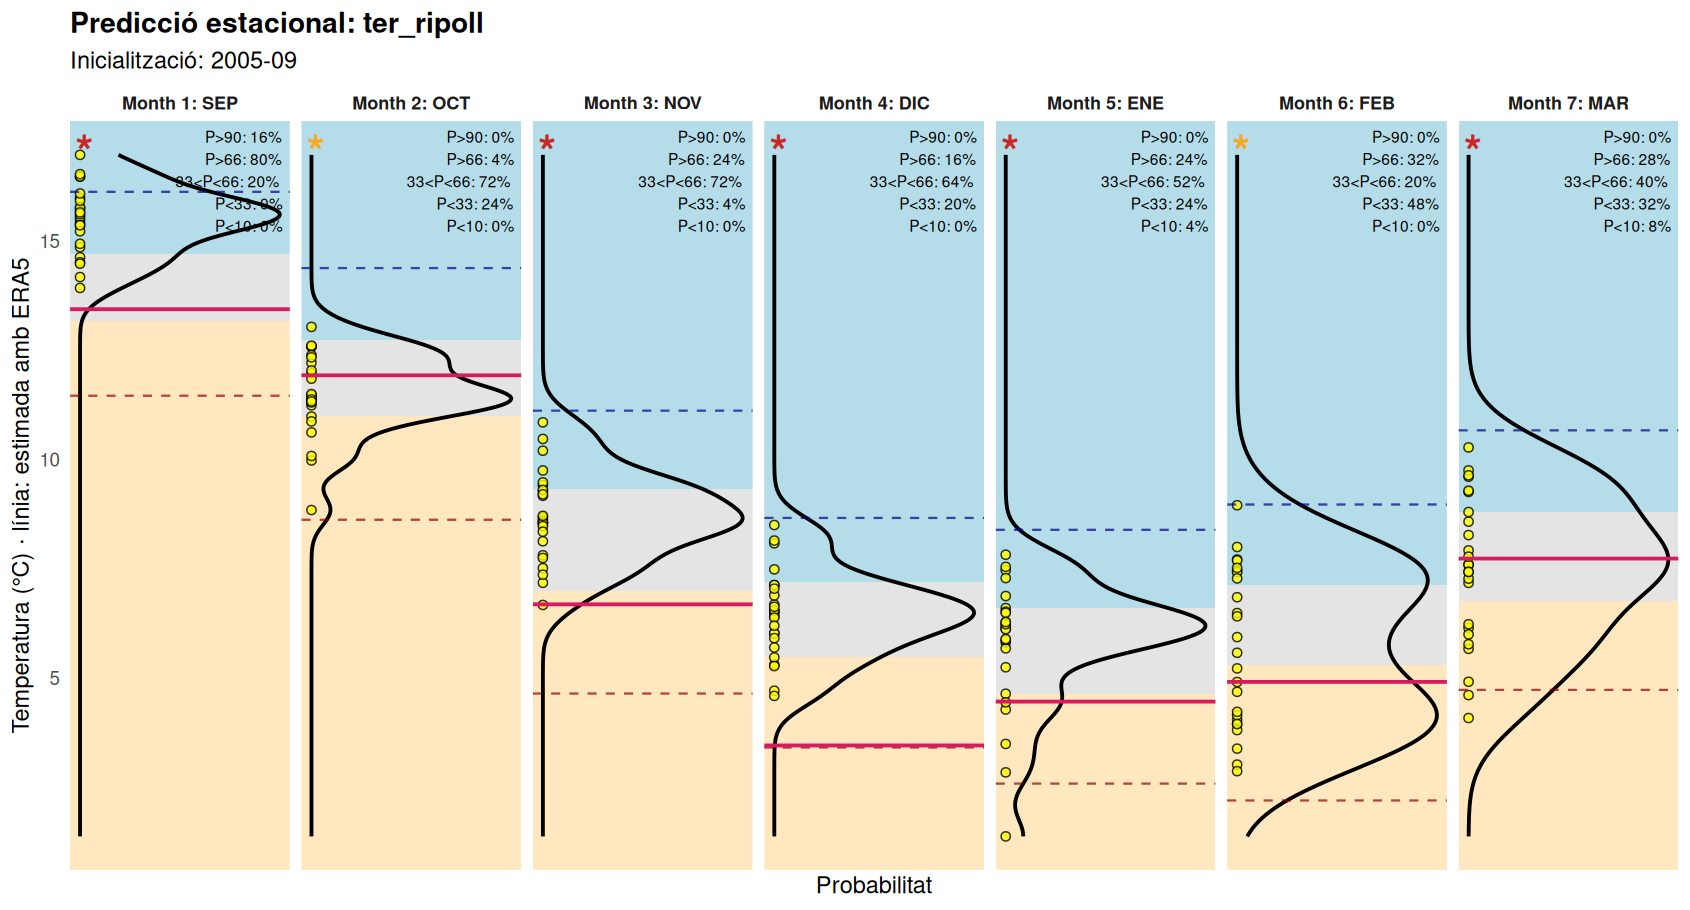 Predicció estacional: ter_ripoll
Inicialització: 2005-09
Month 1: SEP
Month 2: OCT
Month 3: NOV
Month 4: DIC
Month 5: ENE
Month 6: FEB
Month 7: MAR
*
P>90: 16%
P>66: 80%
33<P<66: 20%
P<33: 0%
P<10: 0%
*
P>90: 0%
P>66: 4%
33<P<66: 72%
P<33: 24%
P<10: 0%
*
P>90: 0%
P>66: 24%
33<P<66: 72%
P<33: 4%
P<10: 0%
*
P>90: 0%
P>66: 16%
33<P<66: 64%
P<33: 20%
P<10: 0%
*
P>90: 0%
P>66: 24%
33<P<66: 52%
P<33: 24%
P<10: 4%
*
P>90: 0%
P>66: 32%
33<P<66: 20%
P<33: 48%
P<10: 0%
*
P>90: 0%
P>66: 28%
33<P<66: 40%
P<33: 32%
P<10: 8%
15
10
5
Temperatura (°C) · línia: estimada amb ERA5
Probabilitat